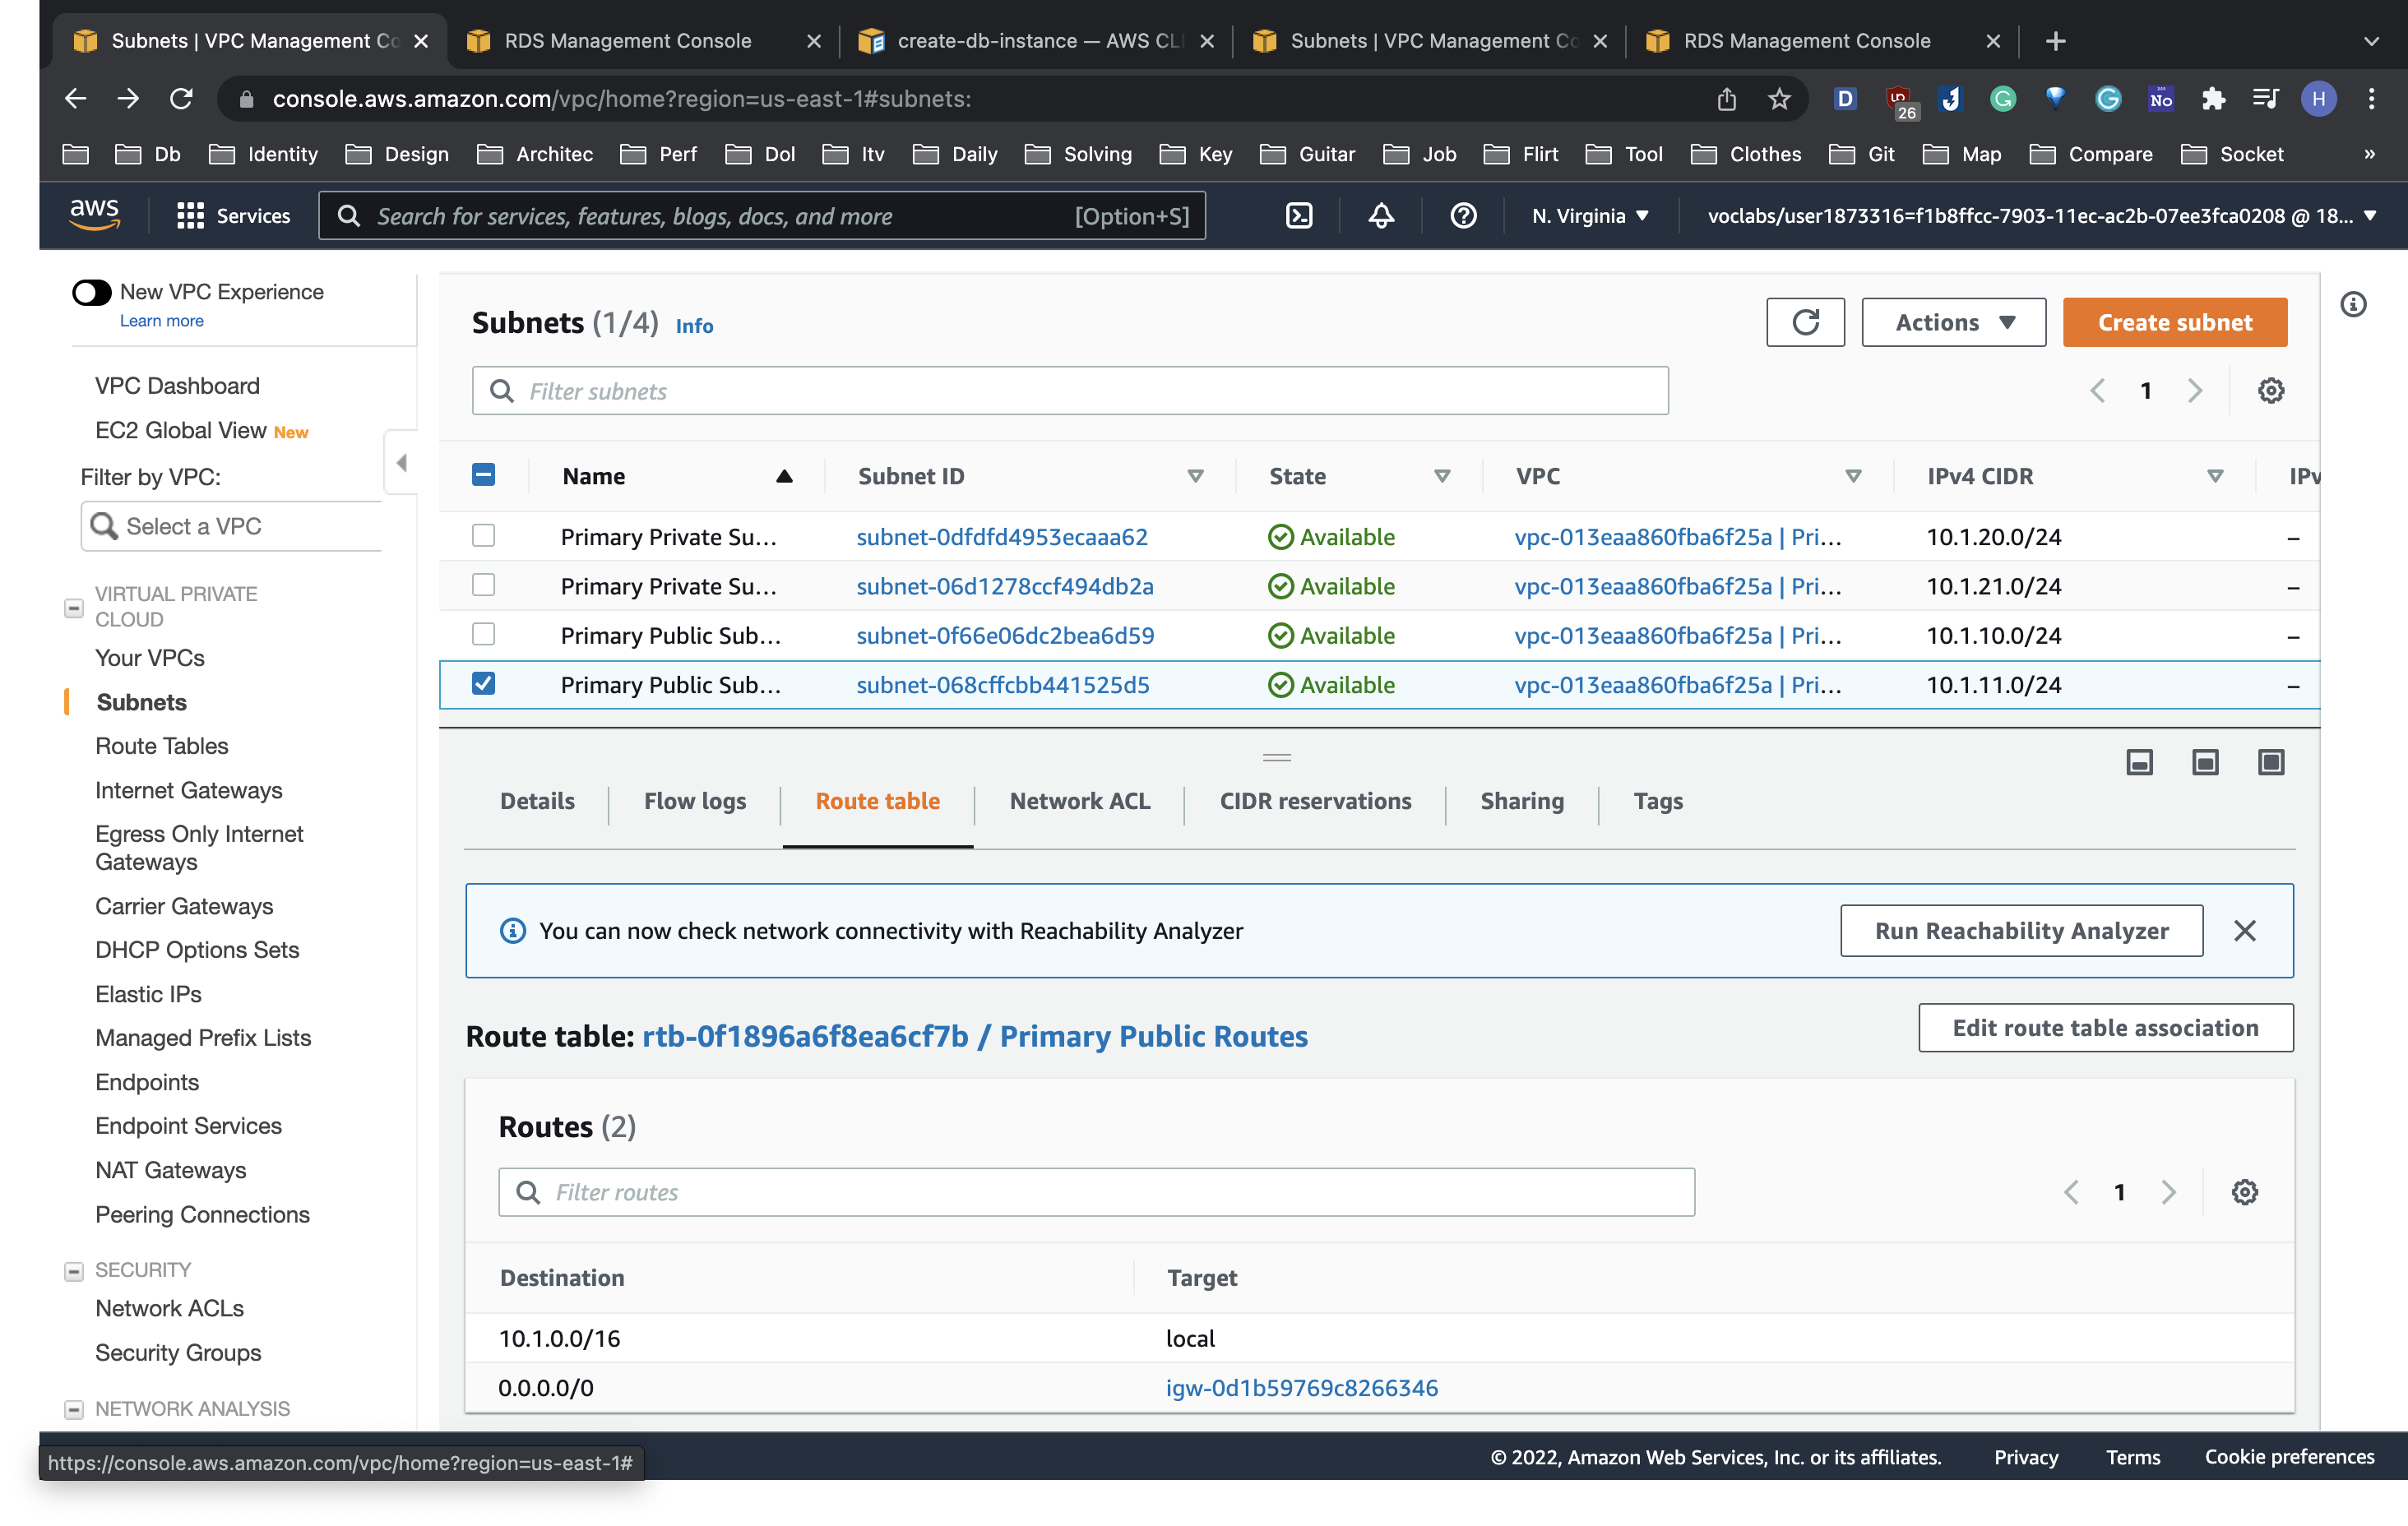 Subnets | VPC Management Co
RDS Management Console
create-db-instance — AWS CLI
Subnets | VPC Management Co
RDS Management Console
console.aws.amazon.com/vpc/home?region=us-east-1#subnets:
D
26
G
G
No
H
Db
Identity
Design
Architec
Perf
Dol
Itv
Daily
Solving
Key
Guitar
Job
Flirt
Tool
Clothes
Git
Map
Compare
Socket
»
aws
Services
Search for services, features, blogs, docs, and more
[Option+S]
N. Virginia
voclabs/user1873316=f1b8ffcc-7903-11ec-ac2b-07ee3fca0208 @ 18...
New VPC Experience
Learn more
VPC Dashboard
EC2 Global View New
Filter by VPC:
Select a VPC
VIRTUAL PRIVATE
CLOUD
Your VPCs
Subnets
Route Tables
Internet Gateways
Egress Only Internet
Gateways
Carrier Gateways
DHCP Options Sets
Elastic IPs
Managed Prefix Lists
Endpoints
Endpoint Services
NAT Gateways
Peering Connections
SECURITY
Network ACLs
Security Groups
NETWORK ANALYSIS
Subnets (1/4) Info
Actions
Create subnet
Filter subnets
1
Name Subnet ID State VPC IPv4 CIDR IPv
Primary Private Su... subnet-0dfdfd4953ecaaa62 Available vpc-013eaa860fba6f25a | Pri... 10.1.20.0/24 –
Primary Private Su... subnet-06d1278ccf494db2a Available vpc-013eaa860fba6f25a | Pri... 10.1.21.0/24 –
Primary Public Sub... subnet-0f66e06dc2bea6d59 Available vpc-013eaa860fba6f25a | Pri... 10.1.10.0/24 –
Primary Public Sub... subnet-068cffcbb441525d5 Available vpc-013eaa860fba6f25a | Pri... 10.1.11.0/24 –
Details Flow logs Route table Network ACL CIDR reservations Sharing Tags
You can now check network connectivity with Reachability Analyzer
Run Reachability Analyzer
Route table: rtb-0f1896a6f8ea6cf7b / Primary Public Routes
Edit route table association
Routes (2)
Filter routes
1
Destination Target
10.1.0.0/16 local
0.0.0.0/0 igw-0d1b59769c8266346
https://console.aws.amazon.com/vpc/home?region=us-east-1#
© 2022, Amazon Web Services, Inc. or its affiliates. Privacy Terms Cookie preferences